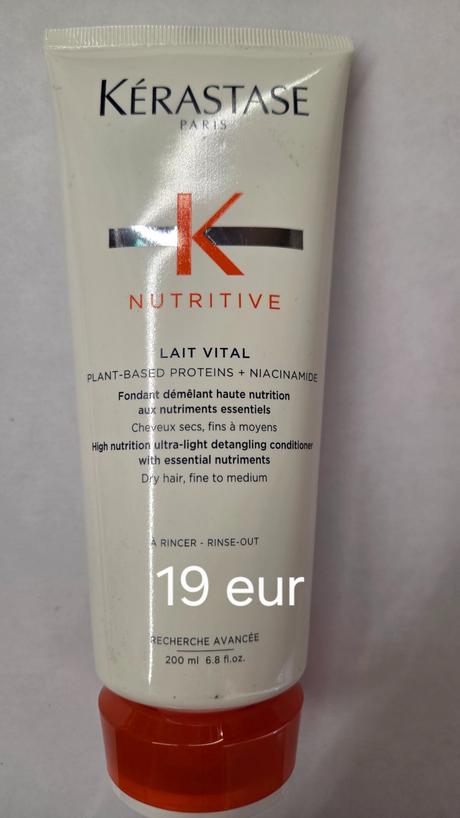 KÉRASTASE
PARIS
K
NUTRITIVE
LAIT VITAL
PLANT-BASED PROTEINS + NIACINAMIDE
Fondant démêlant haute nutrition
aux nutriments essentiels
Cheveux secs, fins à moyens
High nutrition ultra-light detangling conditioner
with essential nutriments
Dry hair, fine to medium
À RINCER - RINSE-OUT
19 eur
RECHERCHE AVANCÉE
200 ml 6.8 fl.oz.